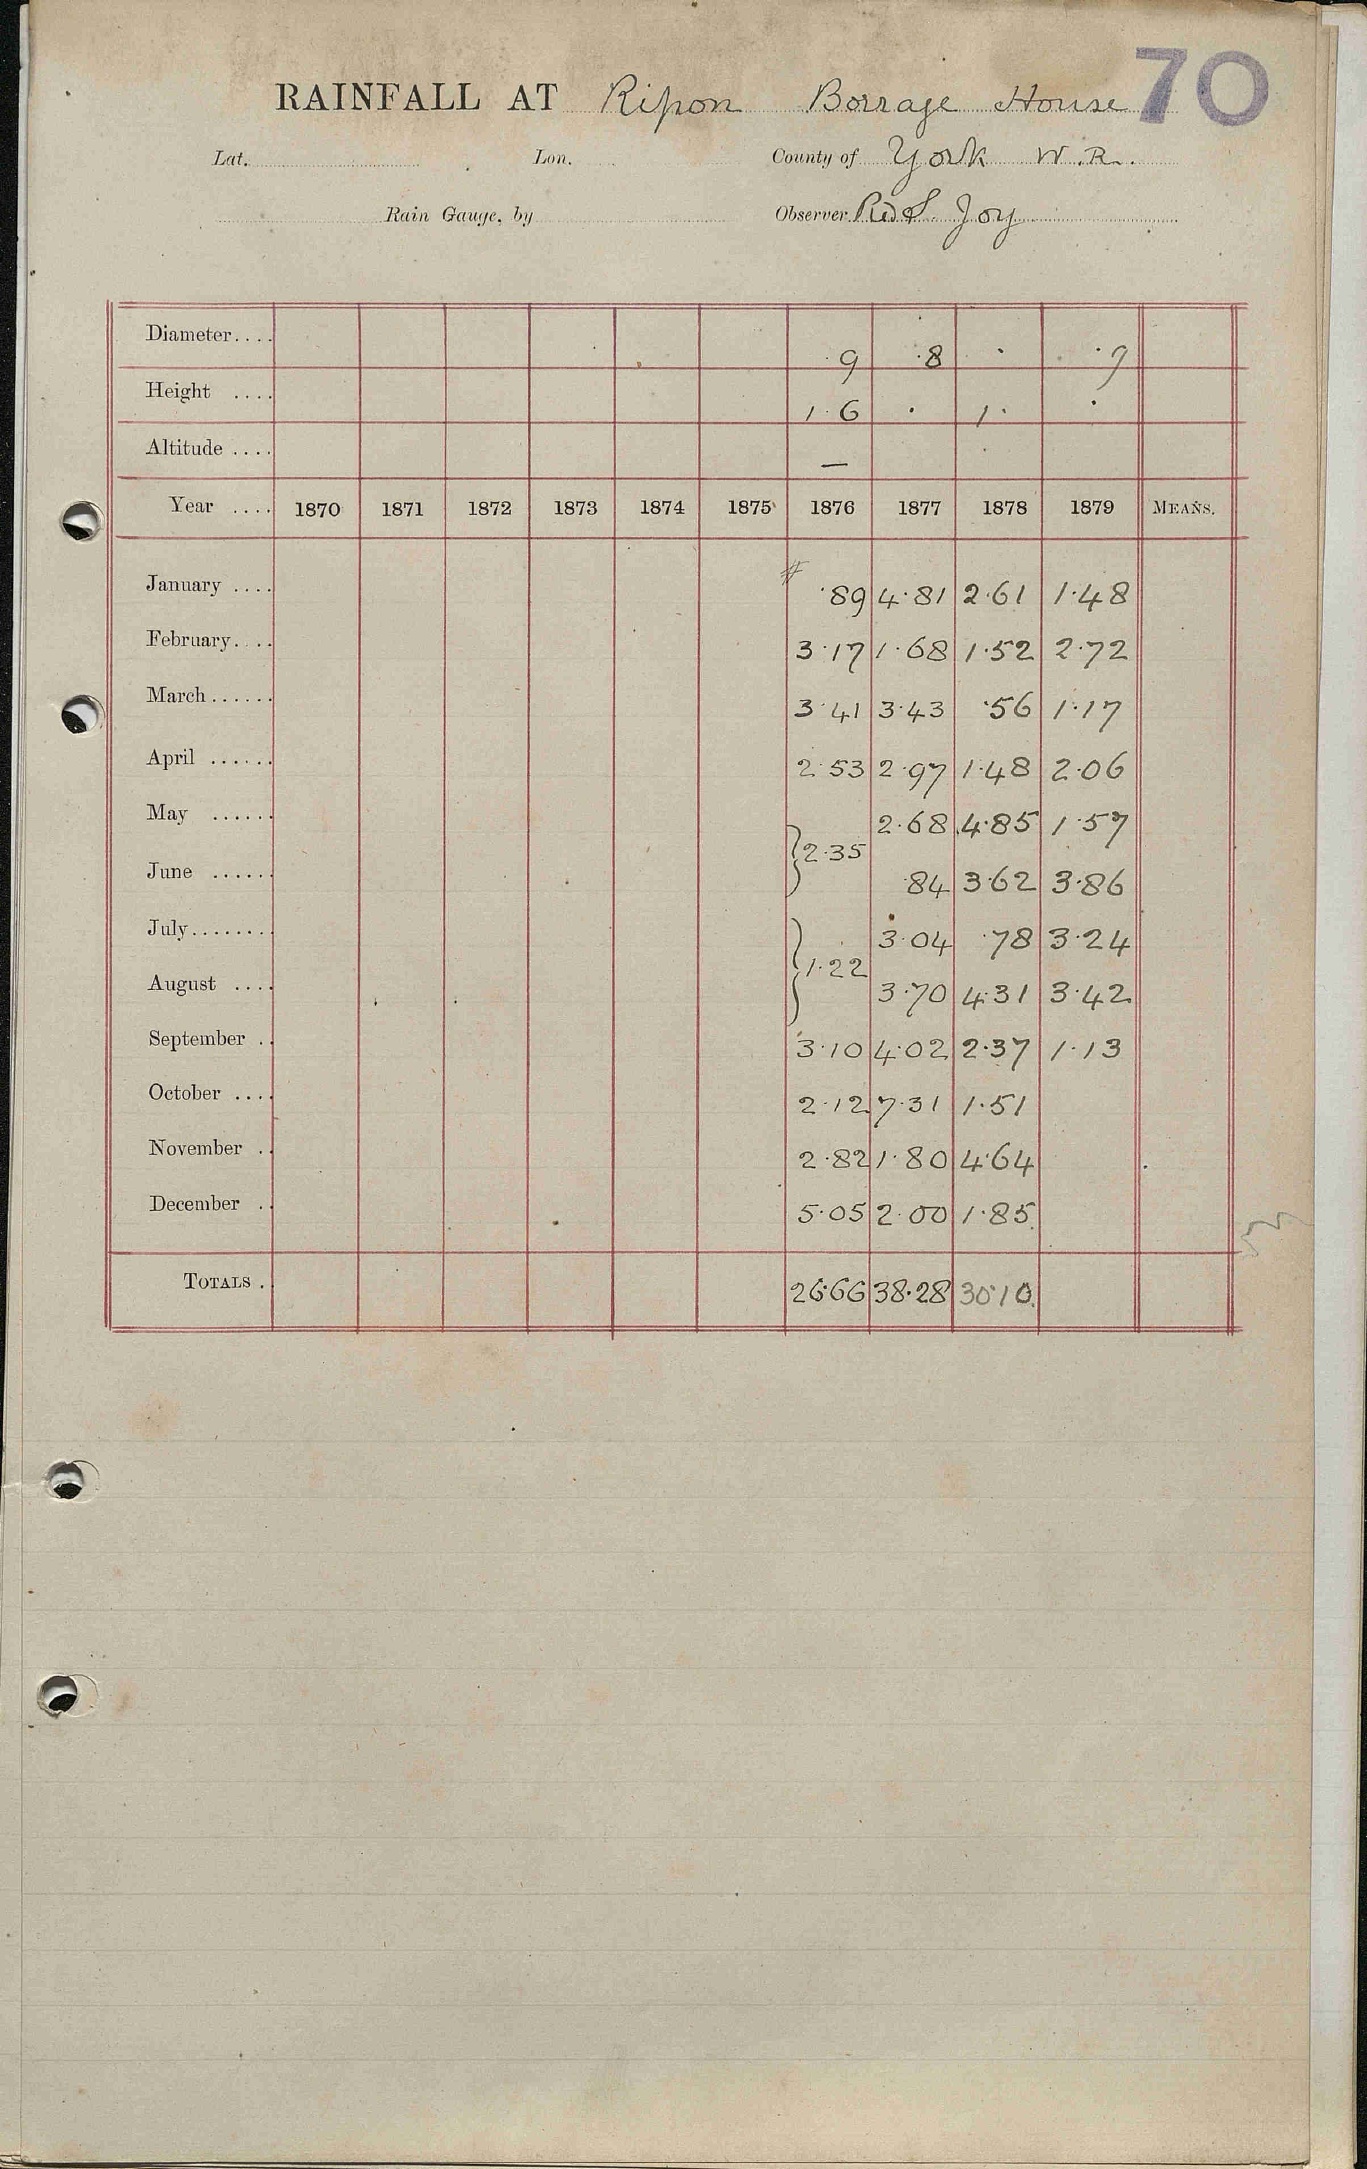 70
RAINFALL AT Ripon Borrage House
Lat. Lon. County of York W.R.
Rain Gauge, by Observer Revd S. Joy
Diameter.... 9 8 · 9
Height .... 1·6 · 1· ·
Altitude .... —
Year .... 1870 1871 1872 1873 1874 1875 1876 1877 1878 1879 MEANS.
January .... # ·89 4·81 2·61 1·48
February.... 3·17 1·68 1·52 2·72
March...... 3·41 3·43 ·56 1·17
April ...... 2·53 2·97 1·48 2·06
May ...... 2·68 4·85 1·57
} 2·35
June ...... ·84 3·62 3·86
July........ 3·04 ·78 3·24
} 1·22
August .... 3·70 4·31 3·42
September .. 3·10 4·02 2·37 1·13
October .... 2·12 7·31 1·51
November .. 2·82 1·80 4·64
December .. 5·05 2·00 1·85
TOTALS . 26·66 38·28 30·10